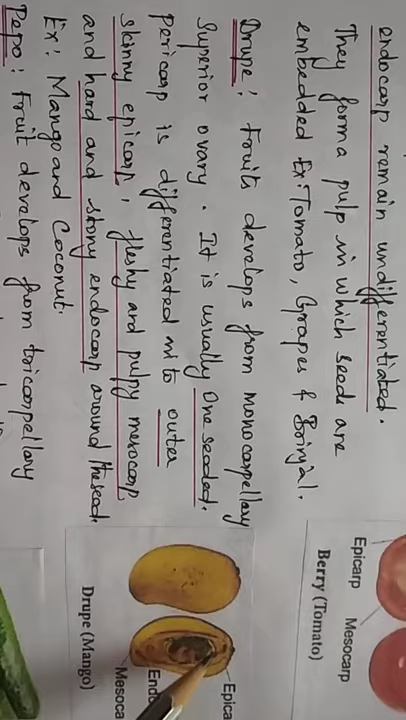 endocarp remain undifferentiated.
They form a pulp in which seed are
embedded Ex: Tomato, Grapes & Brinjal.
Drupe: Fruits develops from monocarpellary
Superior ovary. It is usually One seeded.
pericarp is differentiated into outer
skinny epicarp, fleshy and pulpy mesocarp
and hard and stony endocarp around the seed.
Ex: Mango and Coconut.
Pepo: Fruit develops from tricarpellary
Epicarp
Mesocarp
Berry (Tomato)
Epica
Endo
Mesoca
Drupe (Mango)